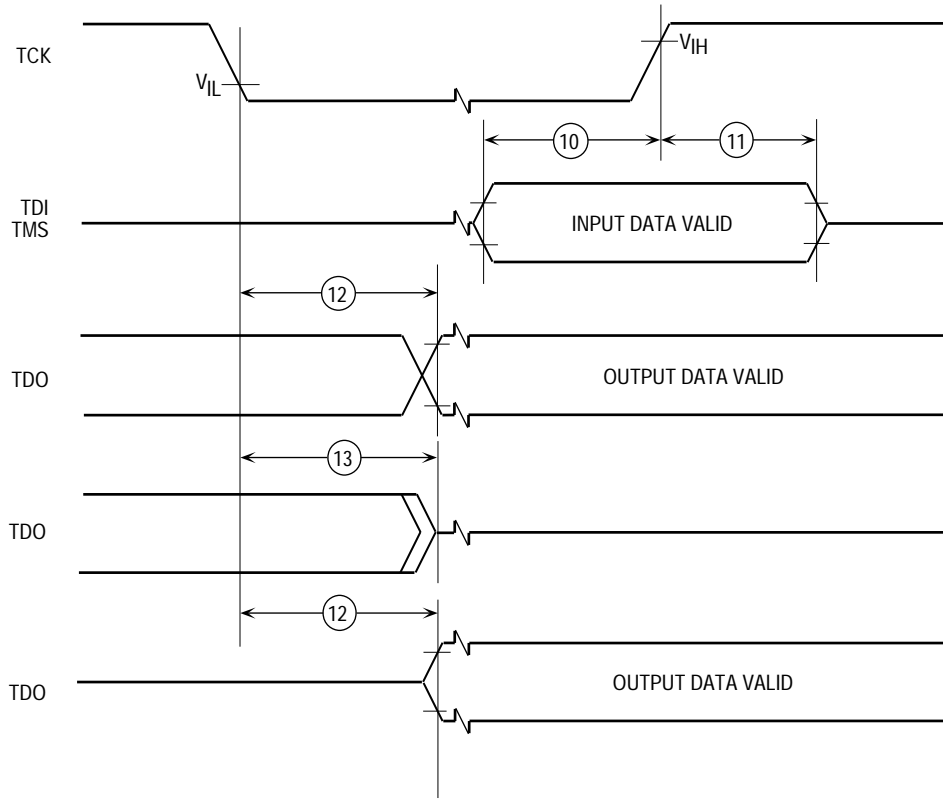 TCK
VIL
VIH
10
11
TDI
TMS
INPUT DATA VALID
12
TDO
OUTPUT DATA VALID
13
TDO
12
TDO
OUTPUT DATA VALID